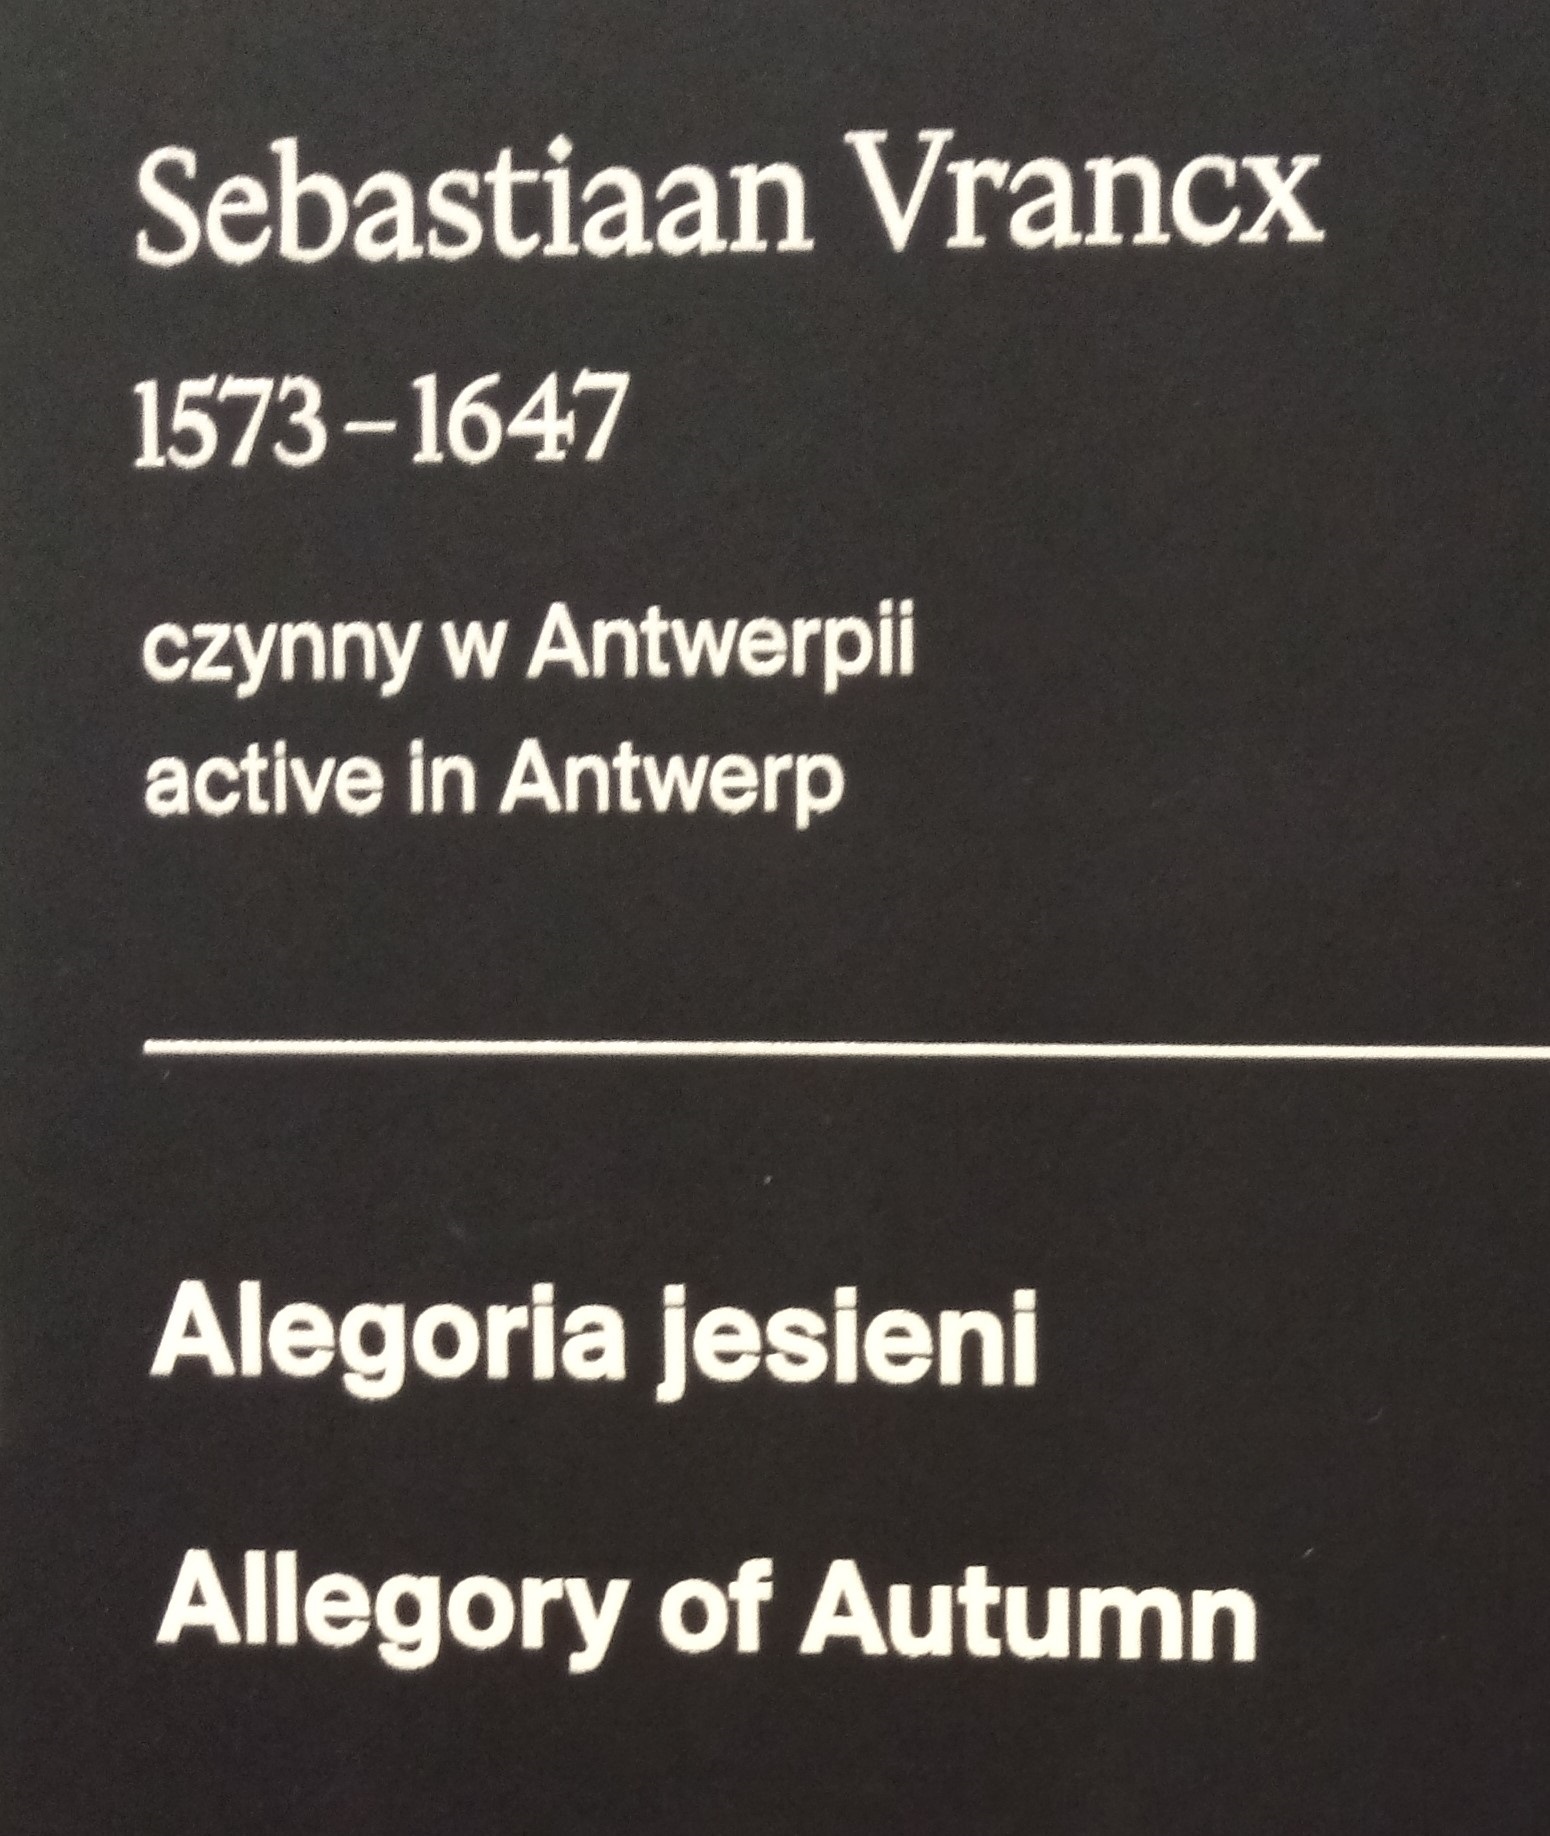 Sebastiaan Vrancx
1573–1647
czynny w Antwerpii
active in Antwerp
Alegoria jesieni
Allegory of Autumn